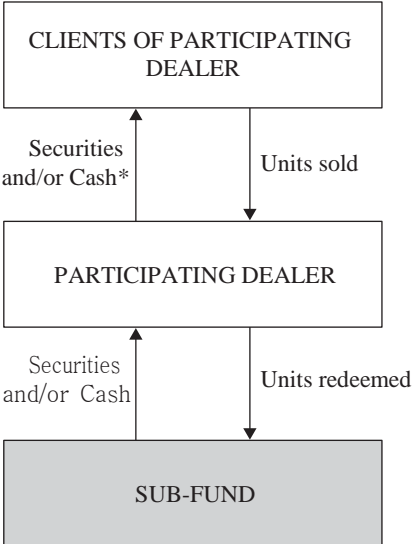 CLIENTS OF PARTICIPATING
DEALER
Securities
and/or Cash*
Units sold
PARTICIPATING DEALER
Securities
and/or Cash
Units redeemed
SUB-FUND